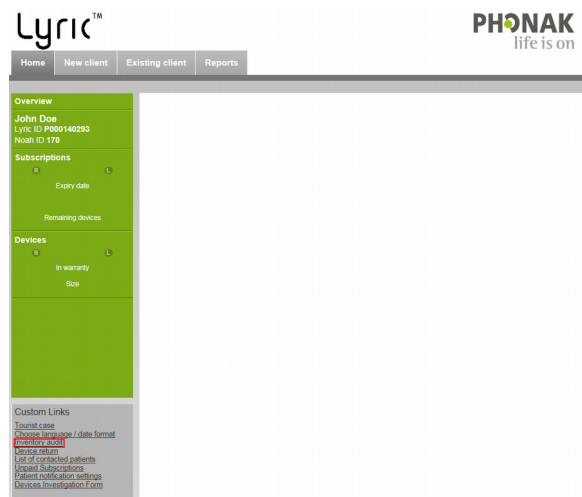 Lyric™
PHONAK
life is on
Home New client Existing client Reports
Overview
John Doe
Lyric ID P000140293
Noah ID 170
Subscriptions
R L
Expiry date
Remaining devices
Devices
R L
In warranty
Size
Custom Links
Tourist case
Choose language / date format
Inventory audit
Device return
List of contacted patients
Unpaid Subscriptions
Patient notification settings
Devices Investigation Form